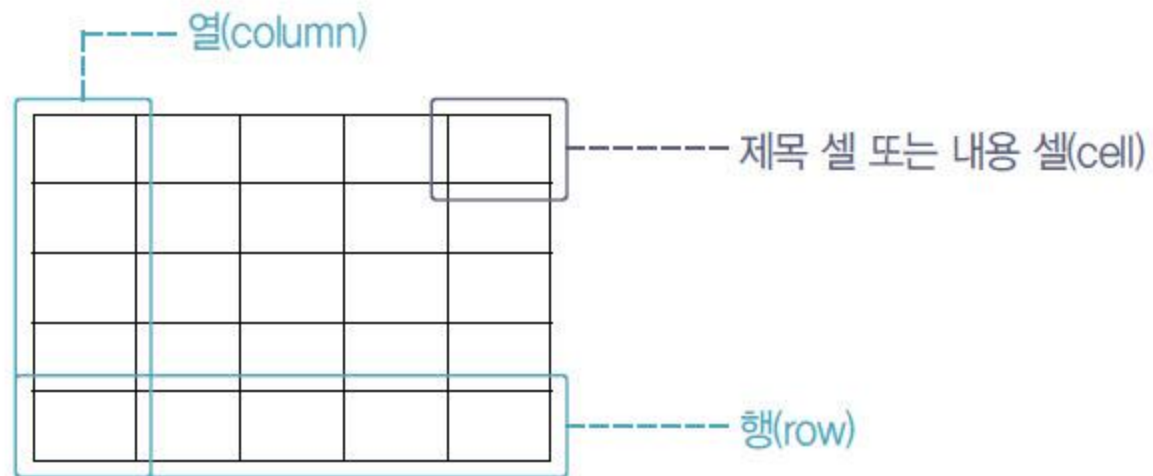 열(column)
제목 셀 또는 내용 셀(cell)
행(row)